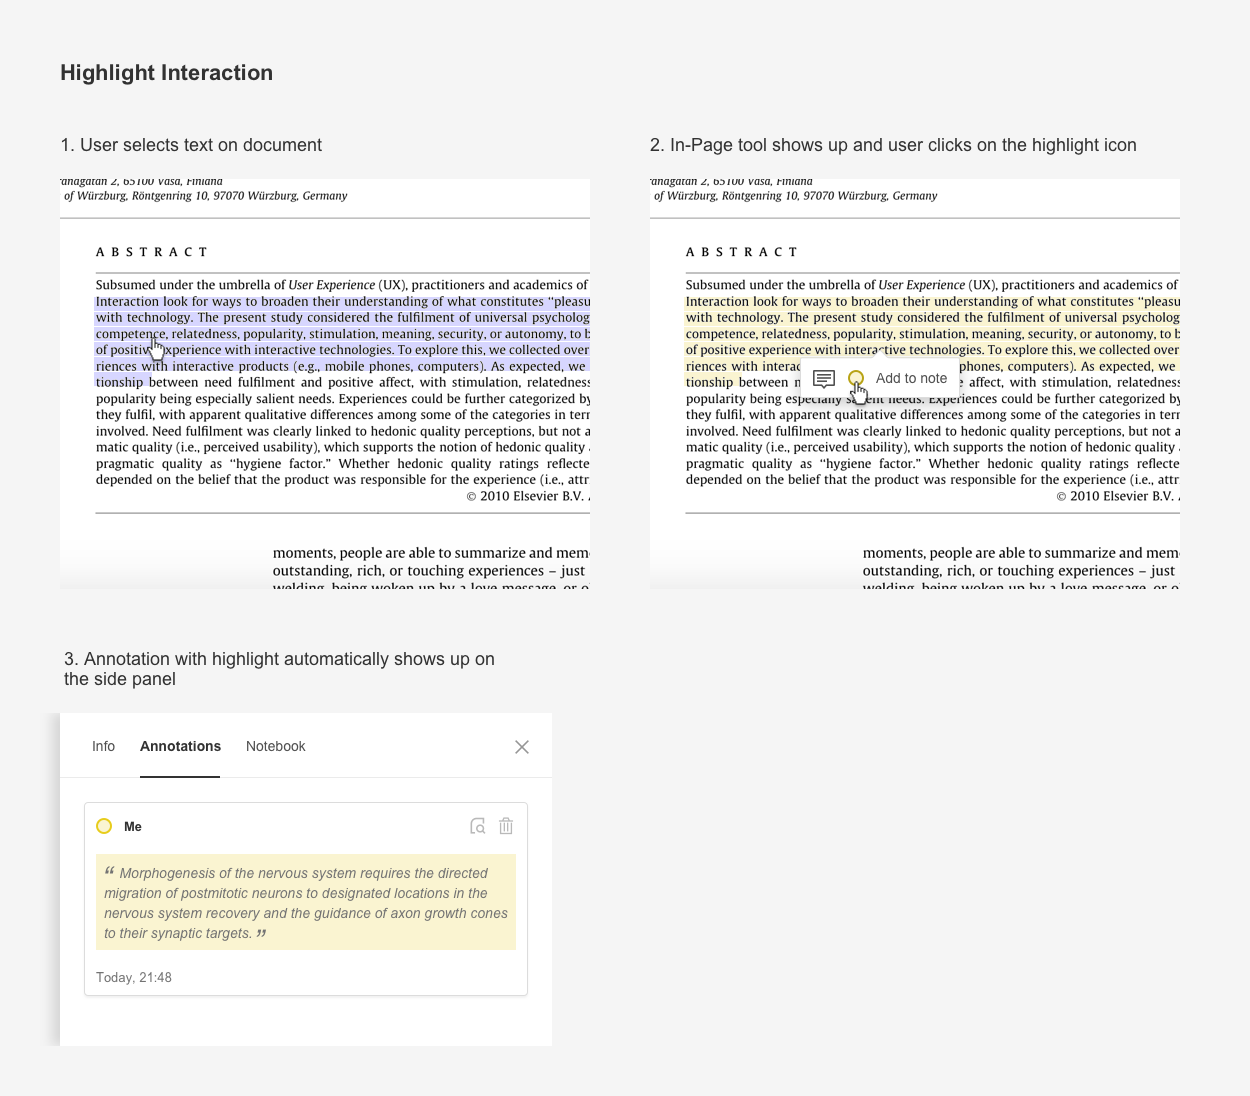 Highlight Interaction
1. User selects text on document
anagatan 2, 65100 Vasa, Finland
of Würzburg, Röntgenring 10, 97070 Würzburg, Germany
ABSTRACT
Subsumed under the umbrella of User Experience (UX), practitioners and academics of
Interaction look for ways to broaden their understanding of what constitutes “pleasu
with technology. The present study considered the fulfilment of universal psycholog
competence, relatedness, popularity, stimulation, meaning, security, or autonomy, to b
of positive experience with interactive technologies. To explore this, we collected over
riences with interactive products (e.g., mobile phones, computers). As expected, we
tionship between need fulfilment and positive affect, with stimulation, relatedness
popularity being especially salient needs. Experiences could be further categorized by
they fulfil, with apparent qualitative differences among some of the categories in terr
involved. Need fulfilment was clearly linked to hedonic quality perceptions, but not a
matic quality (i.e., perceived usability), which supports the notion of hedonic quality
pragmatic quality as “hygiene factor.” Whether hedonic quality ratings reflecte
depended on the belief that the product was responsible for the experience (i.e., attr
© 2010 Elsevier B.V.
moments, people are able to summarize and mem
outstanding, rich, or touching experiences – just
welding, being woken up by a love message, or o
2. In-Page tool shows up and user clicks on the highlight icon
anagatan 2, 65100 Vasa, Finland
of Würzburg, Röntgenring 10, 97070 Würzburg, Germany
ABSTRACT
Subsumed under the umbrella of User Experience (UX), practitioners and academics of
Interaction look for ways to broaden their understanding of what constitutes “pleasu
with technology. The present study considered the fulfilment of universal psycholog
competence, relatedness, popularity, stimulation, meaning, security, or autonomy, to b
of positive experience with interactive technologies. To explore this, we collected over
riences with interac phones, computers). As expected, we
tionship between n e affect, with stimulation, relatedness
Add to note
popularity being especially salient needs. Experiences could be further categorized by
they fulfil, with apparent qualitative differences among some of the categories in terr
involved. Need fulfilment was clearly linked to hedonic quality perceptions, but not a
matic quality (i.e., perceived usability), which supports the notion of hedonic quality
pragmatic quality as “hygiene factor.” Whether hedonic quality ratings reflecte
depended on the belief that the product was responsible for the experience (i.e., attr
© 2010 Elsevier B.V.
moments, people are able to summarize and mem
outstanding, rich, or touching experiences – just
welding, being woken up by a love message, or o
3. Annotation with highlight automatically shows up on
the side panel
Info Annotations Notebook
Me
“ Morphogenesis of the nervous system requires the directed
migration of postmitotic neurons to designated locations in the
nervous system recovery and the guidance of axon growth cones
to their synaptic targets. ”
Today, 21:48